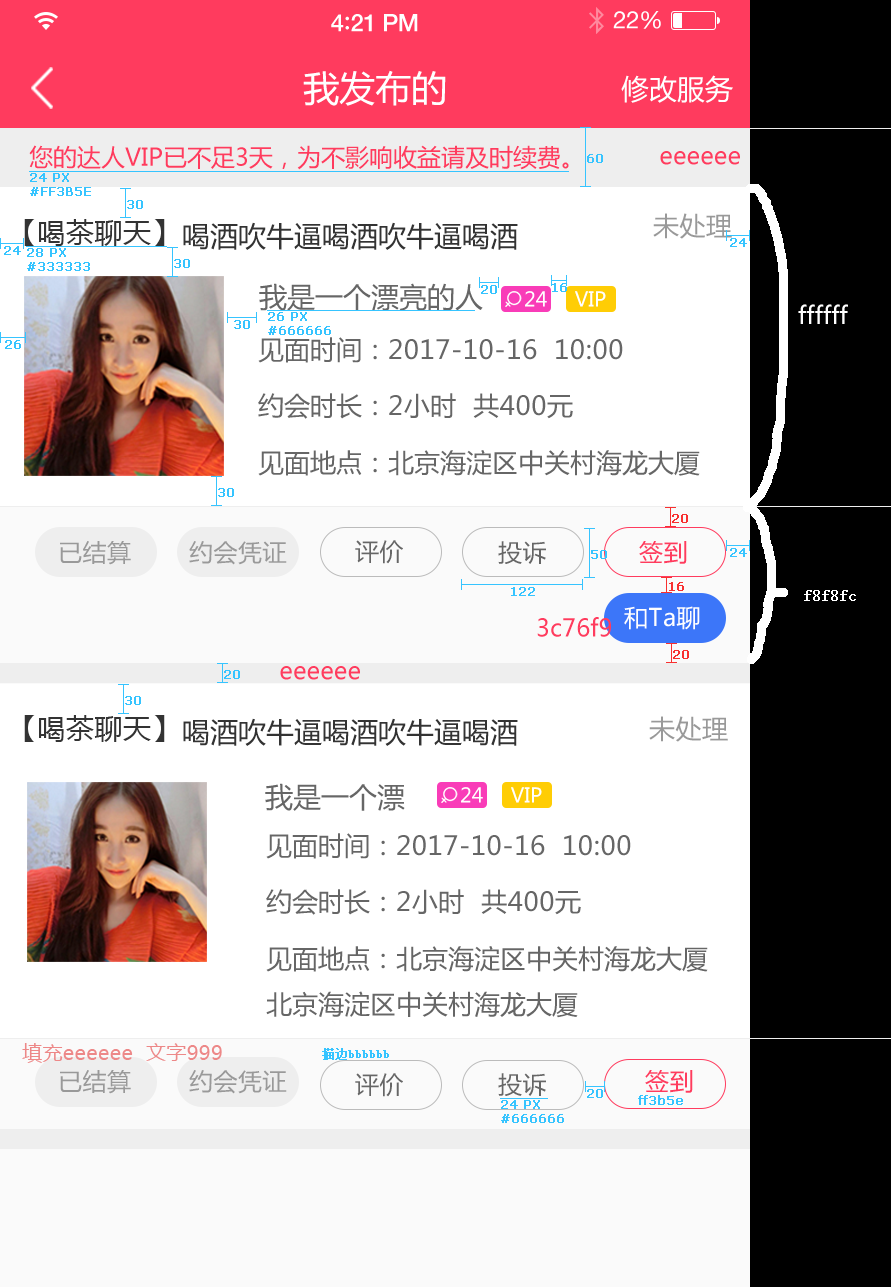 4:21 PM 22%
我发布的 修改服务
您的达人VIP已不足3天，为不影响收益请及时续费。 60 eeeeee
24 PX
#FF3B5E
30
【喝茶聊天】 喝酒吹牛逼喝酒吹牛逼喝酒 未处理
24 28 PX 24
#333333 30
我是一个漂亮的人 20 24 16 VIP
ffffff
30 26 PX
#666666
26 见面时间：2017-10-16 10:00
约会时长：2小时 共400元
见面地点：北京海淀区中关村海龙大厦
30
20
已结算 约会凭证 评价 投诉 50 签到 24
122 16
f8f8fc
3c76f9 和Ta聊
20
20 eeeeee
30
【喝茶聊天】 喝酒吹牛逼喝酒吹牛逼喝酒 未处理
我是一个漂 24 VIP
见面时间：2017-10-16 10:00
约会时长：2小时 共400元
见面地点：北京海淀区中关村海龙大厦
北京海淀区中关村海龙大厦
填充eeeeee 文字999 描边bbbbbb
已结算 约会凭证 评价 投诉 20 签到
24 PX ff3b5e
#666666